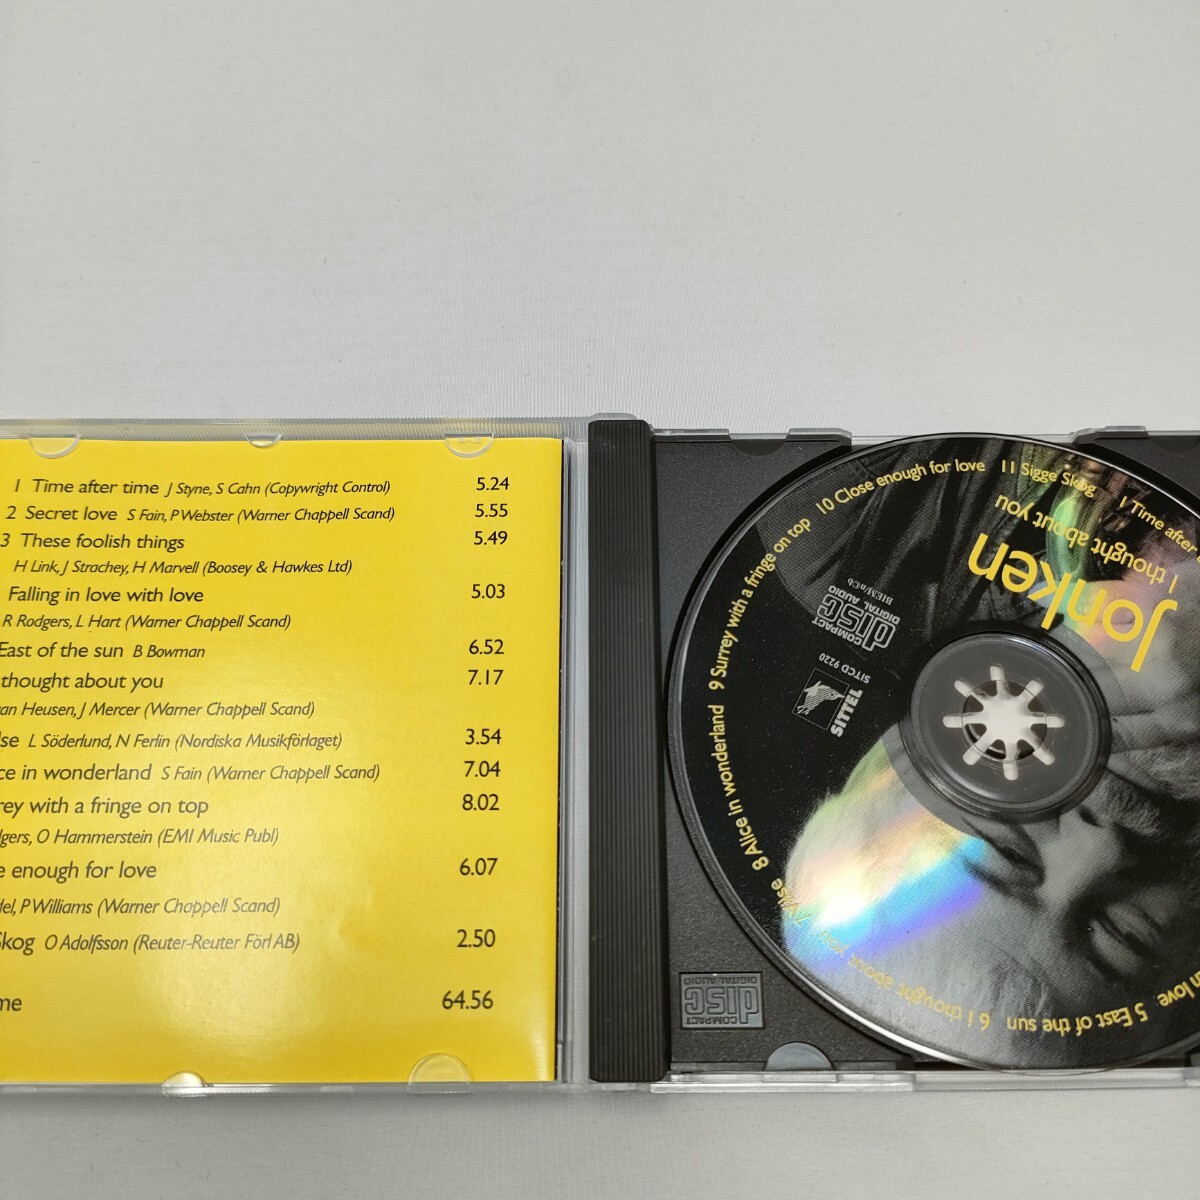 1 Time after time J Styne, S Cahn (Copywright Control) 5.24
2 Secret love S Fain, P Webster (Warner Chappell Scand) 5.55
3 These foolish things 5.49
H Link, J Strachey, H Marvell (Boosey & Hawkes Ltd)
Falling in love with love 5.03
R Rodgers, L Hart (Warner Chappell Scand)
East of the sun B Bowman 6.52
thought about you 7.17
van Heusen, J Mercer (Warner Chappell Scand)
lse L Söderlund, N Ferlin (Nordiska Musikförlaget) 3.54
ce in wonderland S Fain (Warner Chappell Scand) 7.04
rey with a fringe on top 8.02
dgers, O Hammerstein (EMI Music Publ)
e enough for love 6.07
del, P Williams (Warner Chappell Scand)
Skog O Adolfsson (Reuter-Reuter Förl AB) 2.50
me 64.56
Jonken
I thought about you
1 Time after
n love
5 East of the sun
6 I thought about you
7 Vilse
8 Alice in wonderland
9 Surrey with a fringe on top
10 Close enough for love
11 Sigge Skog
COMPACT
disc
DIGITAL AUDIO
BIEM/n©b
SITCD 9220
SITTEL
COMPACT
disc
DIGITAL AUDIO